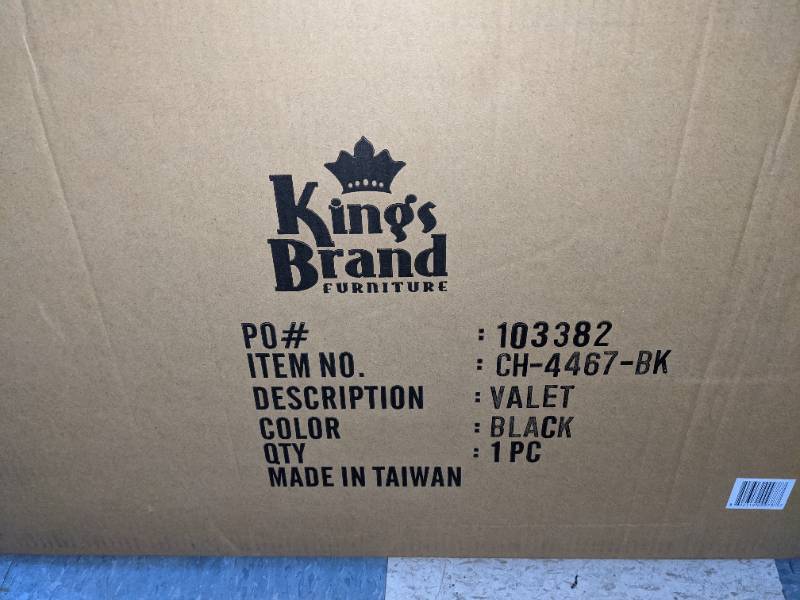 Kings
Brand
FURNITURE
PO# : 103382
ITEM NO. : CH-4467-BK
DESCRIPTION : VALET
COLOR : BLACK
QTY : 1 PC
MADE IN TAIWAN